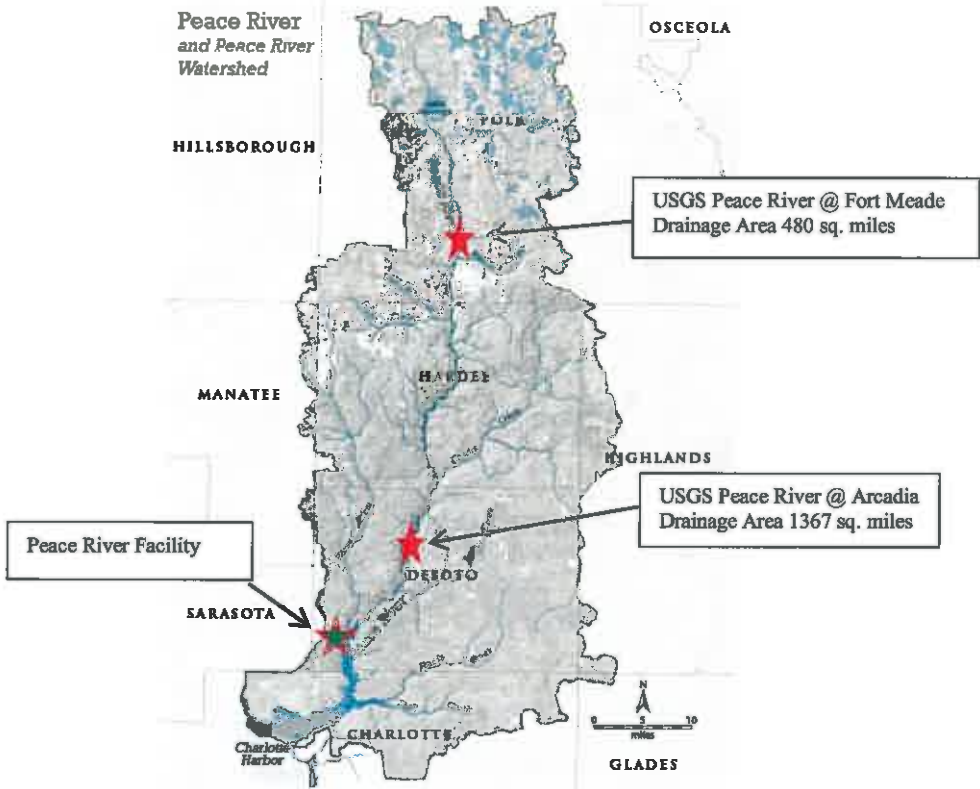 Peace River
and Peace River
Watershed
OSCEOLA
POLK
HILLSBOROUGH
USGS Peace River @ Fort Meade
Drainage Area 480 sq. miles
HARDEE
MANATEE
HIGHLANDS
USGS Peace River @ Arcadia
Drainage Area 1367 sq. miles
Peace River Facility
DESOTO
SARASOTA
River
N
0 5 10
miles
CHARLOTTE
Charlotte
Harbor
GLADES